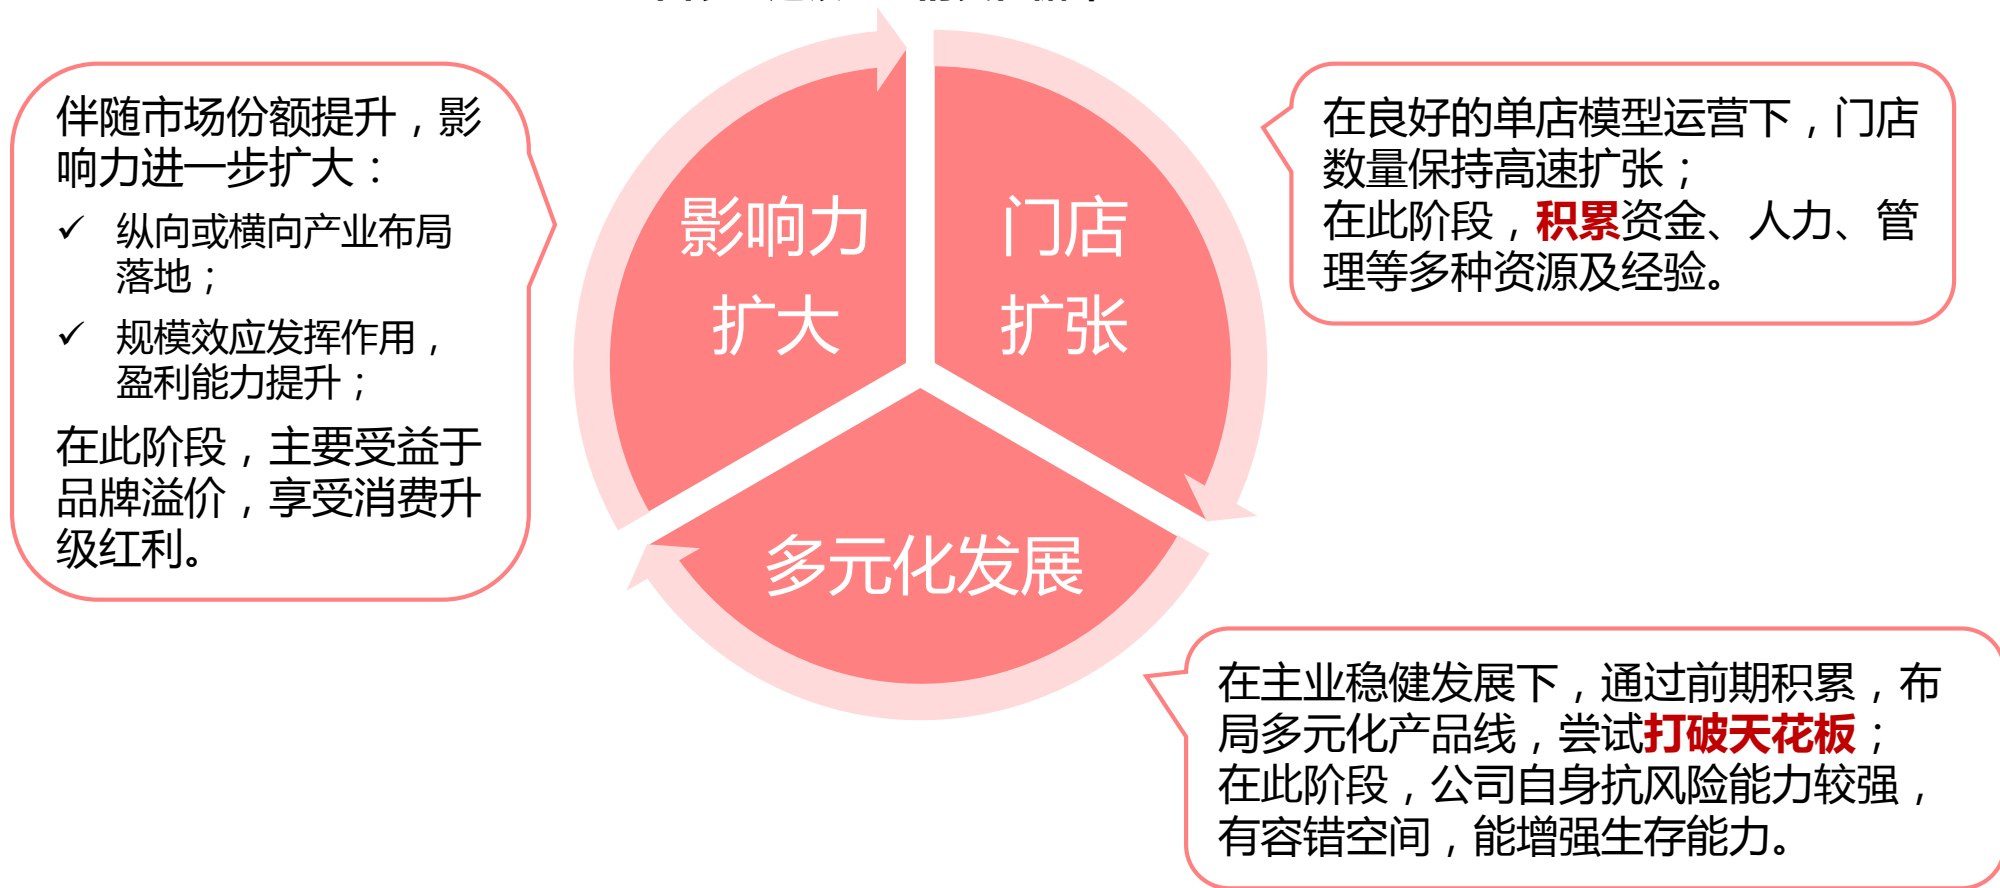 伴随市场份额提升，影
响力进一步扩大：
✓ 纵向或横向产业布局
落地；
✓ 规模效应发挥作用，
盈利能力提升；
在此阶段，主要受益于
品牌溢价，享受消费升
级红利。
影响力
扩大
门店
扩张
多元化发展
在良好的单店模型运营下，门店
数量保持高速扩张；
在此阶段，积累资金、人力、管
理等多种资源及经验。
在主业稳健发展下，通过前期积累，布
局多元化产品线，尝试打破天花板；
在此阶段，公司自身抗风险能力较强，
有容错空间，能增强生存能力。